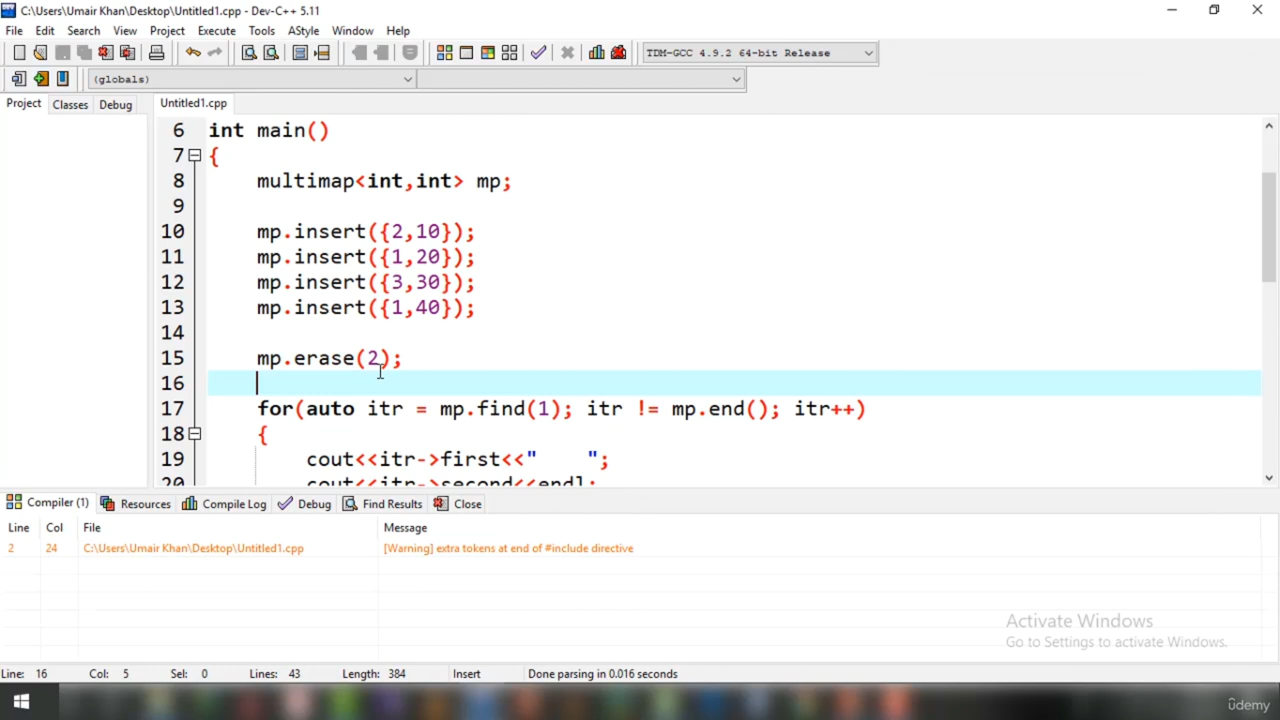 C:\Users\Umair Khan\Desktop\Untitled1.cpp - Dev-C++ 5.11
File Edit Search View Project Execute Tools AStyle Window Help
TDM-GCC 4.9.2 64-bit Release
(globals)
Project Classes Debug Untitled1.cpp
6 int main()
7 {
8 multimap<int,int> mp;
9
10 mp.insert({2,10});
11 mp.insert({1,20});
12 mp.insert({3,30});
13 mp.insert({1,40});
14
15 mp.erase(2);
16
17 for(auto itr = mp.find(1); itr != mp.end(); itr++)
18 {
19 cout<<itr->first<<"    ";
20 cout<<itr->second<<endl;
Compiler (1) Resources Compile Log Debug Find Results Close
Line Col File Message
2 24 C:\Users\Umair Khan\Desktop\Untitled1.cpp [Warning] extra tokens at end of #include directive
Activate Windows
Go to Settings to activate Windows.
Line: 16 Col: 5 Sel: 0 Lines: 43 Length: 384 Insert Done parsing in 0.016 seconds
ûdemy